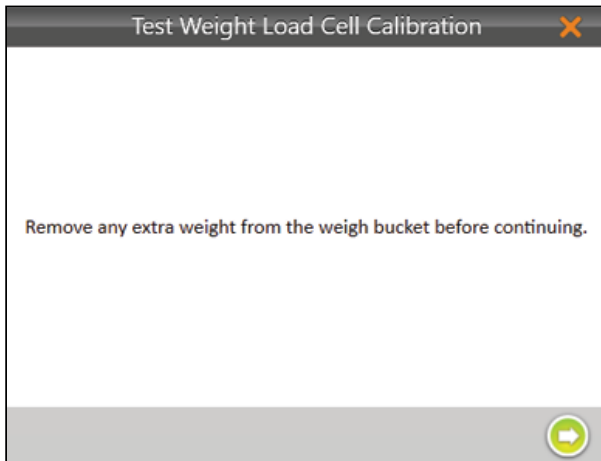 Test Weight Load Cell Calibration
Remove any extra weight from the weigh bucket before continuing.